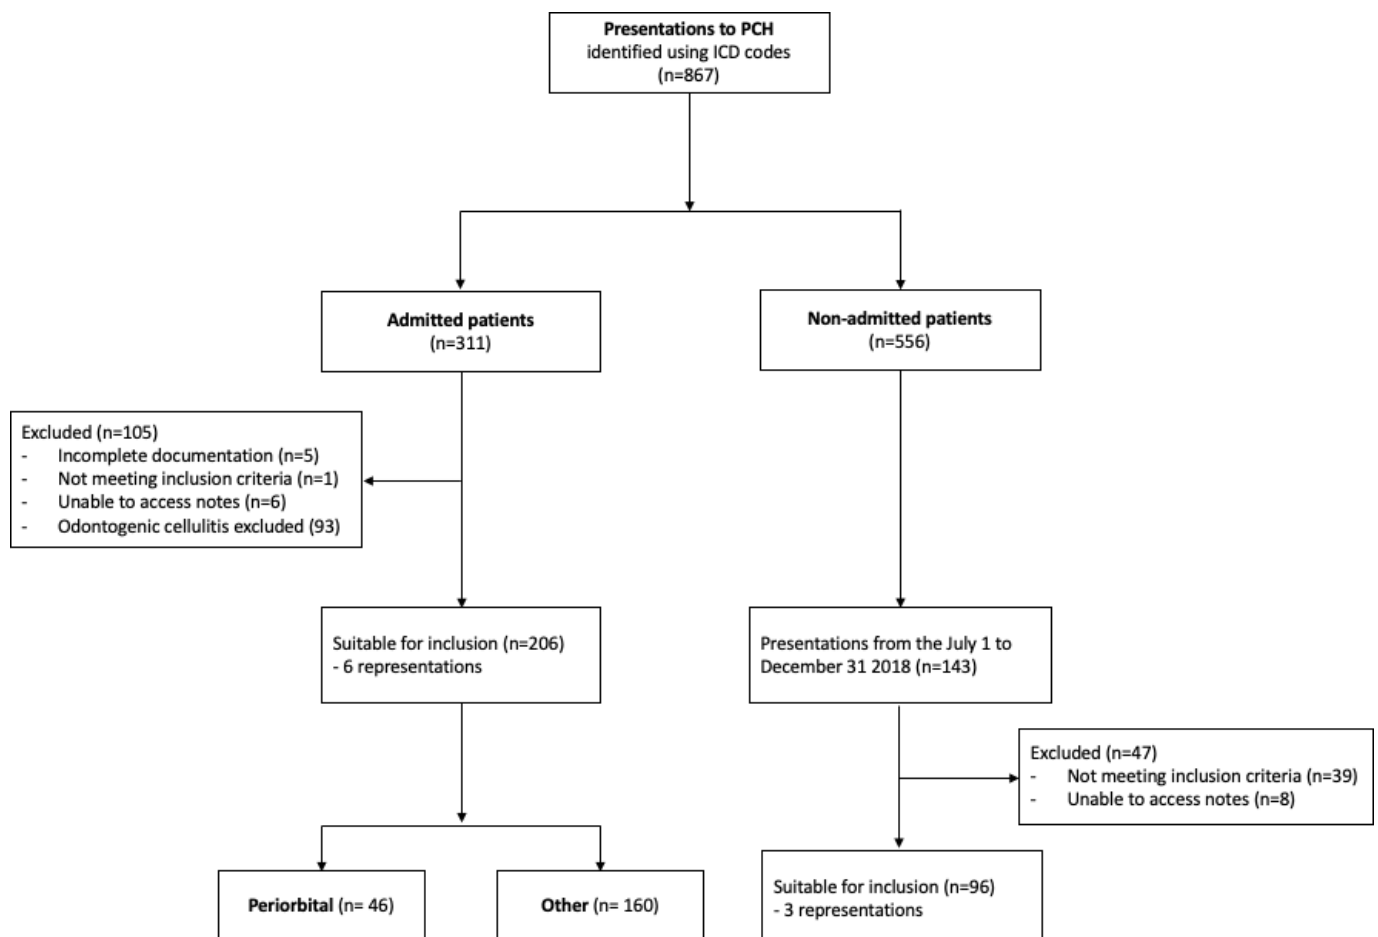 Presentations to PCH
identified using ICD codes
(n=867)
Admitted patients
(n=311)
Non-admitted patients
(n=556)
Excluded (n=105)
- Incomplete documentation (n=5)
- Not meeting inclusion criteria (n=1)
- Unable to access notes (n=6)
- Odontogenic cellulitis excluded (93)
Suitable for inclusion (n=206)
- 6 representations
Presentations from the July 1 to
December 31 2018 (n=143)
Excluded (n=47)
- Not meeting inclusion criteria (n=39)
- Unable to access notes (n=8)
Periorbital (n= 46)
Other (n= 160)
Suitable for inclusion (n=96)
- 3 representations